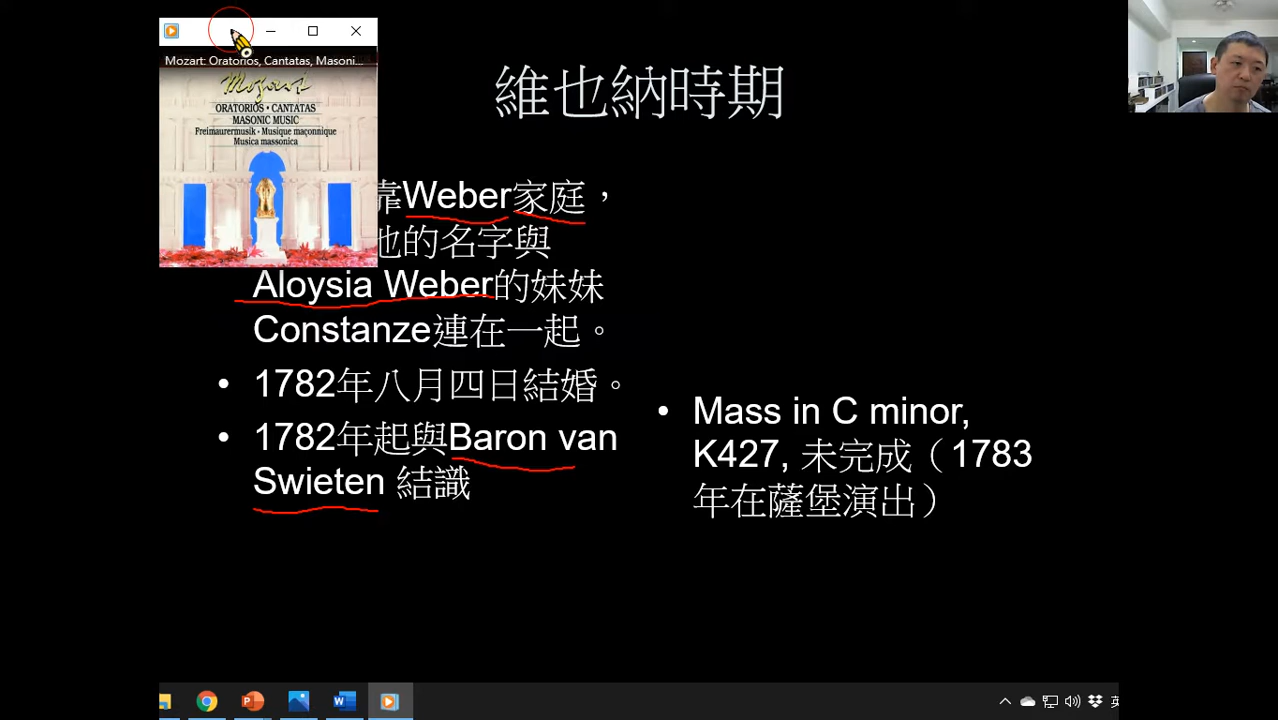 Mozart: Oratorios, Cantatas, Masoni...
Mozart
ORATORIOS • CANTATAS
MASONIC MUSIC
Freimaurermusik • Musique maçonnique
Musica massonica
維也納時期
靠Weber家庭，
他的名字與
Aloysia Weber的妹妹
Constanze連在一起。
• 1782年八月四日結婚。
• 1782年起與Baron van
Swieten 結識
• Mass in C minor,
K427, 未完成（1783
年在薩堡演出）
英